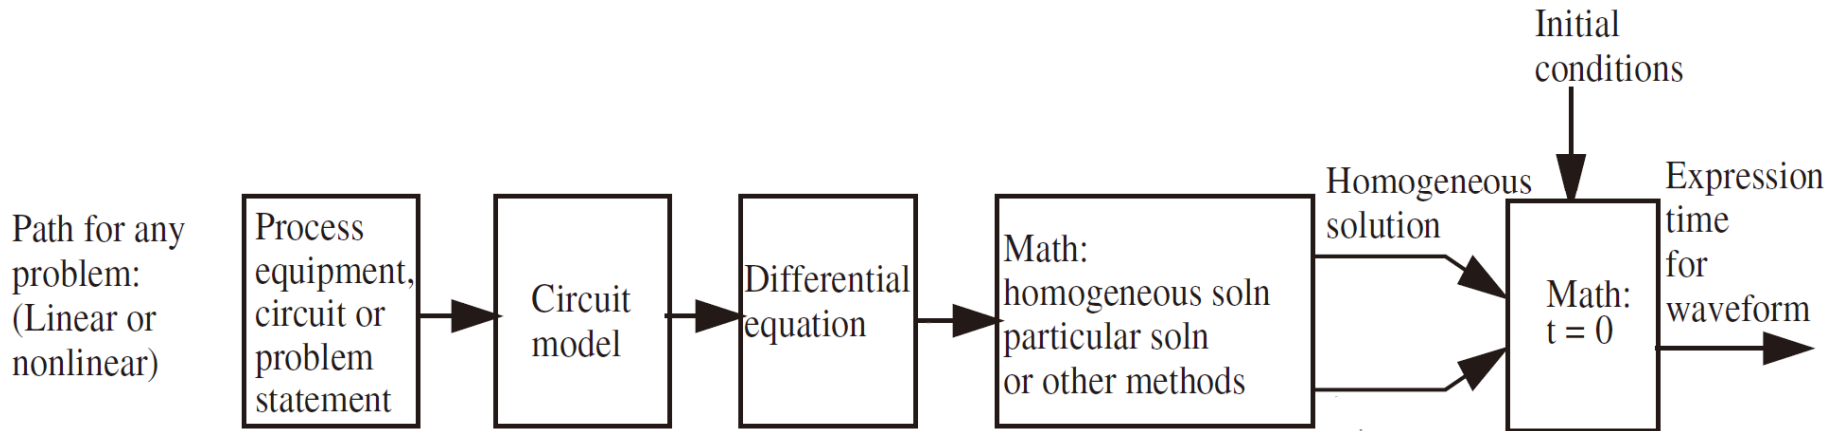 Path for any
problem:
(Linear or
nonlinear)
Process
equipment,
circuit or
problem
statement
Circuit
model
Differential
equation
Math:
homogeneous soln
particular soln
or other methods
Homogeneous
solution
Initial
conditions
Math:
t = 0
Expression
time
for
waveform